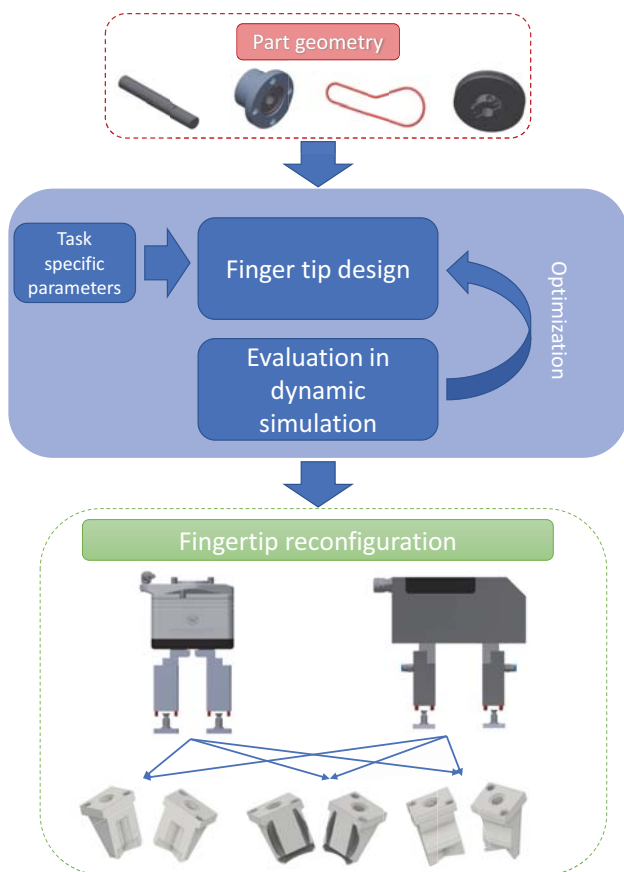 Part geometry
Task
specific
parameters
Finger tip design
Optimization
Evaluation in
dynamic
simulation
Fingertip reconfiguration